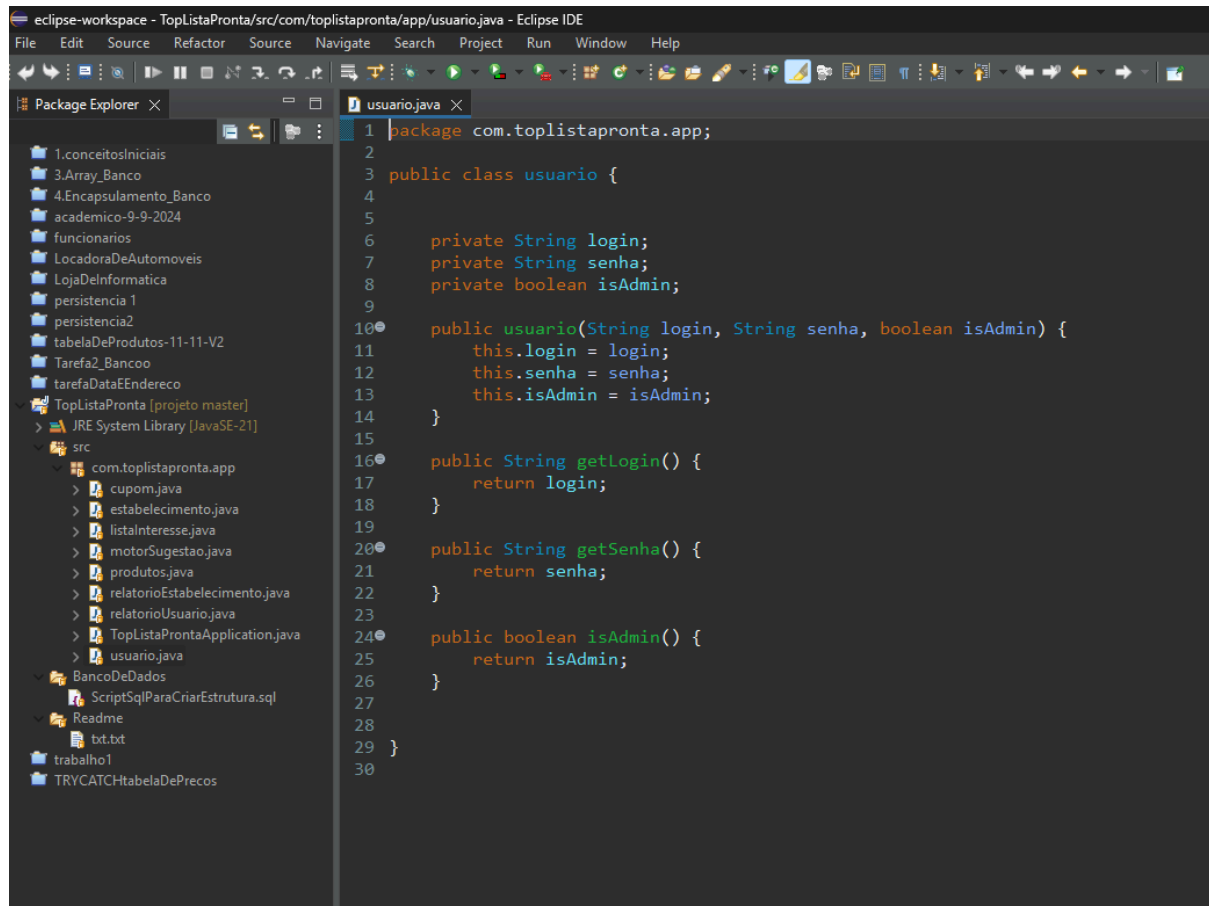 eclipse-workspace - TopListaPronta/src/com/toplistapronta/app/usuario.java - Eclipse IDE
File Edit Source Refactor Source Navigate Search Project Run Window Help
Package Explorer
1.conceitosIniciais
3.Array_Banco
4.Encapsulamento_Banco
academico-9-9-2024
funcionarios
LocadoraDeAutomoveis
LojaDeInformatica
persistencia 1
persistencia2
tabelaDeProdutos-11-11-V2
Tarefa2_Bancoo
tarefaDataEEndereco
TopListaPronta [projeto master]
JRE System Library [JavaSE-21]
src
com.toplistapronta.app
cupom.java
estabelecimento.java
listaInteresse.java
motorSugestao.java
produtos.java
relatorioEstabelecimento.java
relatorioUsuario.java
TopListaProntaApplication.java
usuario.java
BancoDeDados
ScriptSqlParaCriarEstrutura.sql
Readme
txt.txt
trabalho1
TRYCATCHtabelaDePrecos
usuario.java
1 package com.toplistapronta.app;
2
3 public class usuario {
4
5
6 private String login;
7 private String senha;
8 private boolean isAdmin;
9
10 public usuario(String login, String senha, boolean isAdmin) {
11 this.login = login;
12 this.senha = senha;
13 this.isAdmin = isAdmin;
14 }
15
16 public String getLogin() {
17 return login;
18 }
19
20 public String getSenha() {
21 return senha;
22 }
23
24 public boolean isAdmin() {
25 return isAdmin;
26 }
27
28
29 }
30